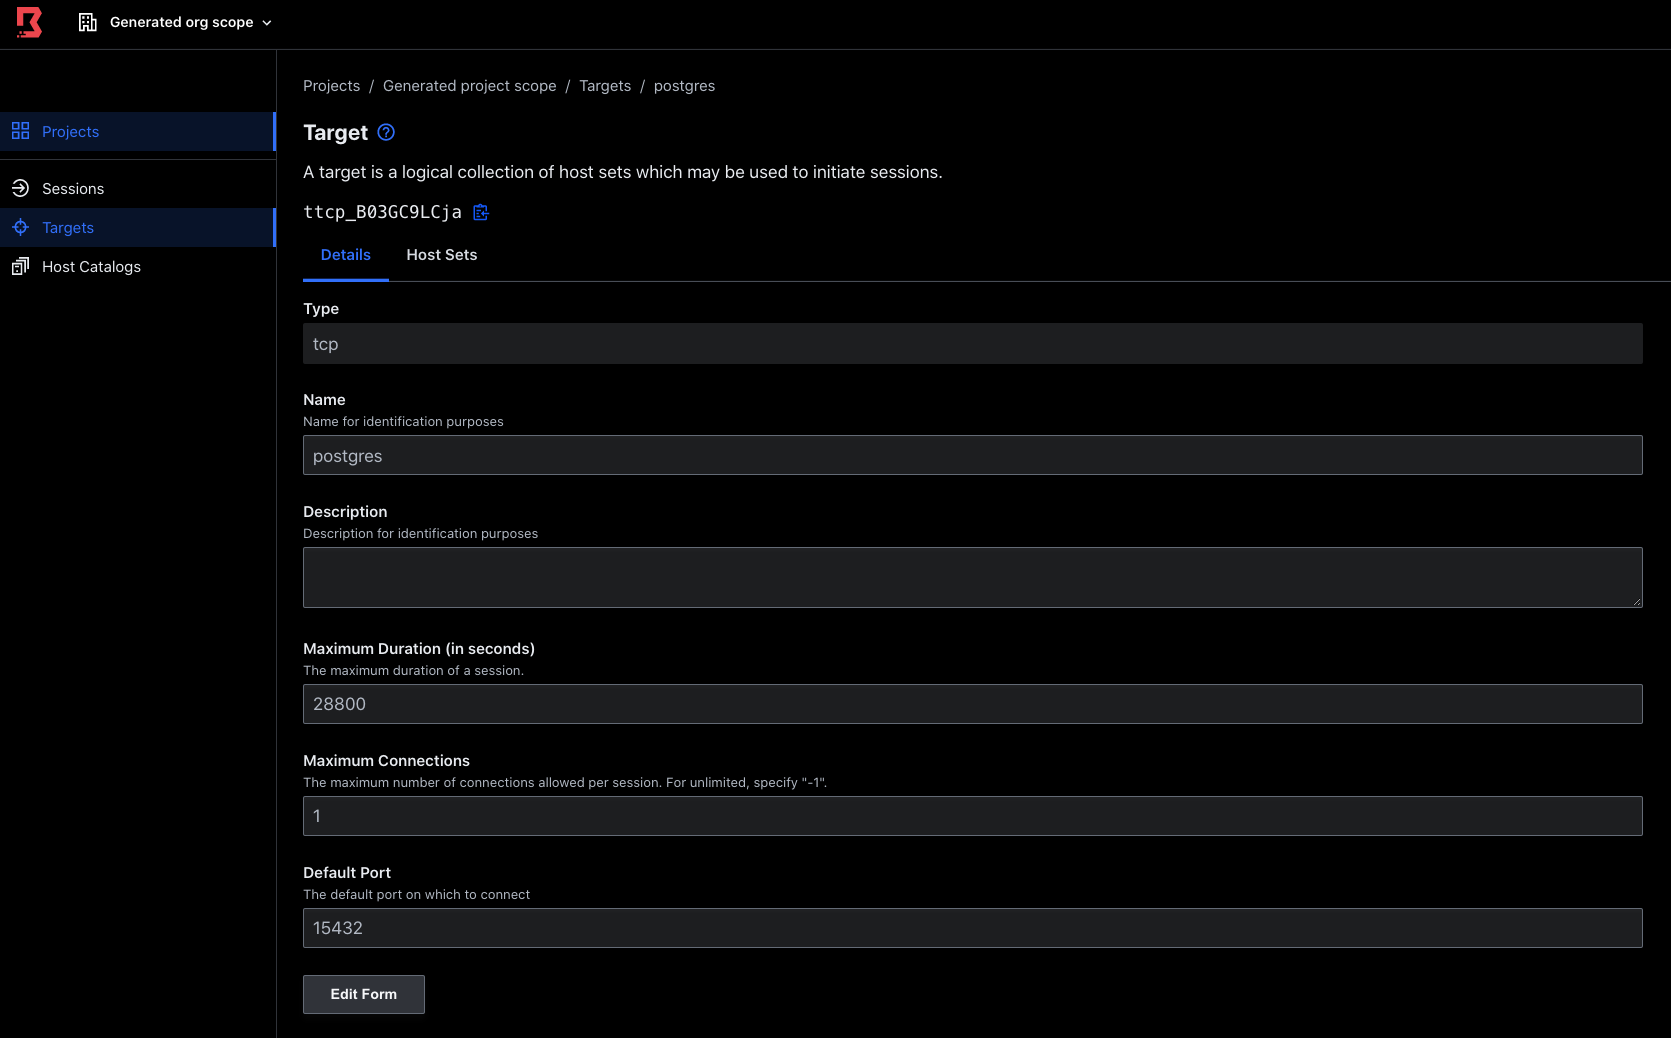 Generated org scope
Projects / Generated project scope / Targets / postgres
Projects
Sessions
Targets
Host Catalogs
Target
A target is a logical collection of host sets which may be used to initiate sessions.
ttcp_B03GC9LCja
Details Host Sets
Type
tcp
Name
Name for identification purposes
postgres
Description
Description for identification purposes
Maximum Duration (in seconds)
The maximum duration of a session.
28800
Maximum Connections
The maximum number of connections allowed per session. For unlimited, specify "-1".
1
Default Port
The default port on which to connect
15432
Edit Form